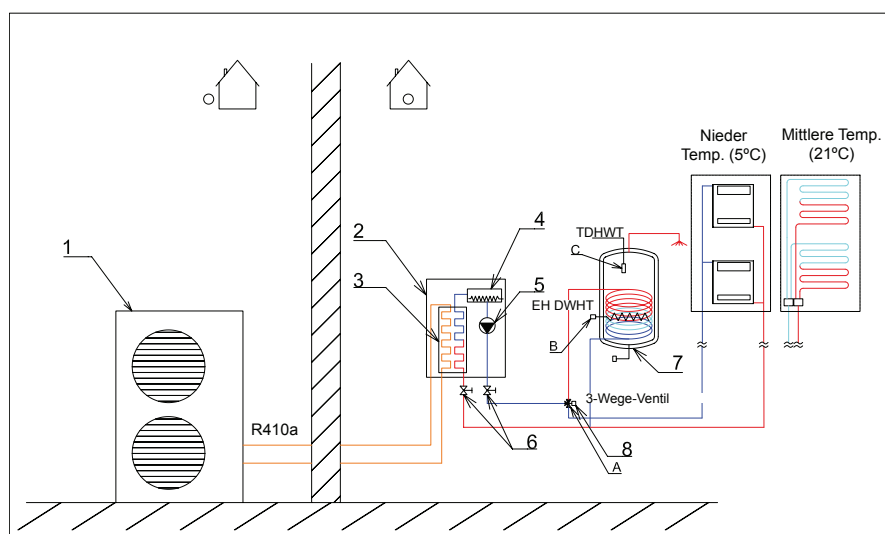 Nieder
Temp. (5ºC)
Mittlere Temp.
(21ºC)
1
2
3
4
5
TDHWT
C
EH DWHT
B
7
R410a
6
3-Wege-Ventil
8
A